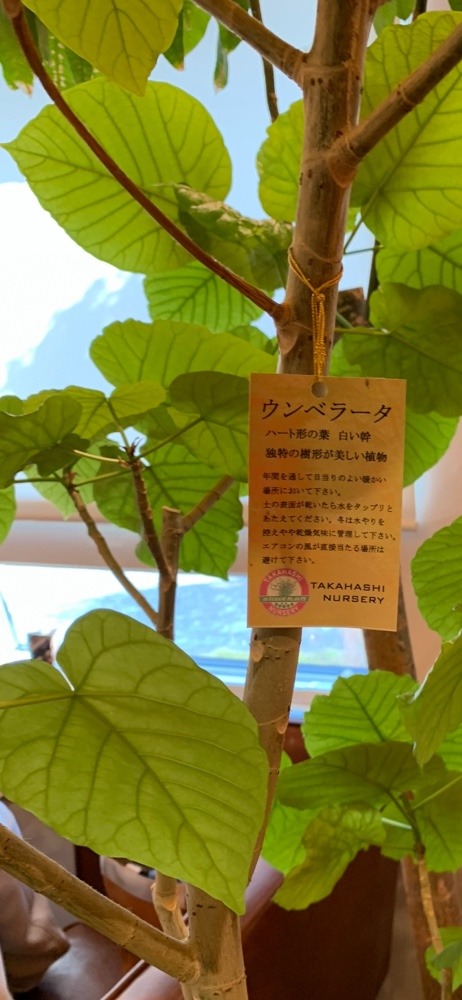 ウンベラータ
ハート形の葉 白い幹
独特の樹形が美しい植物
年間を通して日当りのよい暖かい
場所において下さい。
土の表面が乾いたら水をタップリと
あたえてください。冬は水やりを
控えやや乾燥気味に管理して下さい。
エアコンの風が直接当たる場所は
避けて下さい。
TAKAHASHI
NURSERY
TAKAHASHI
NURSERY